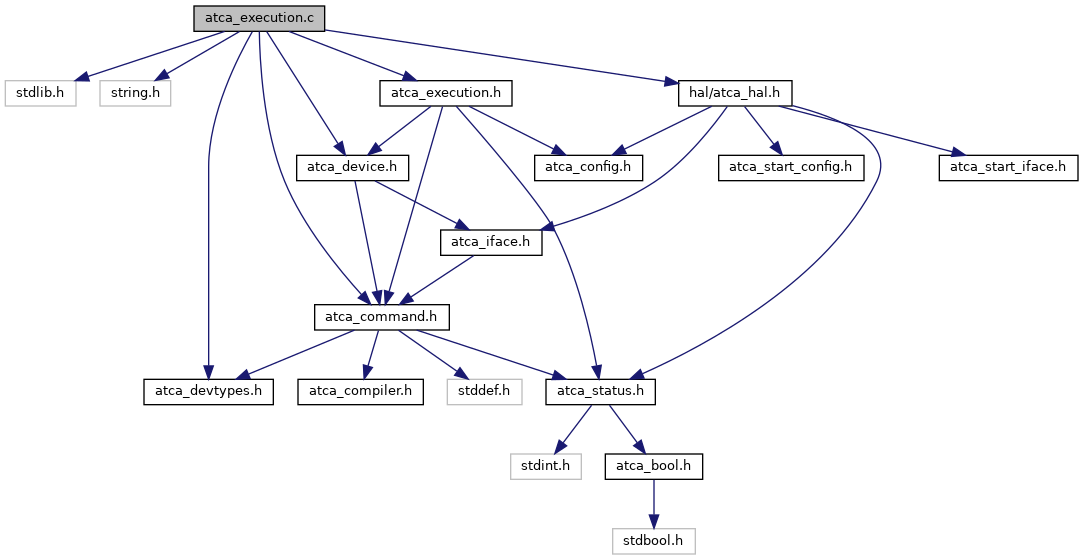 atca_execution.c
stdlib.h
string.h
atca_execution.h
hal/atca_hal.h
atca_device.h
atca_config.h
atca_start_config.h
atca_start_iface.h
atca_iface.h
atca_command.h
atca_devtypes.h
atca_compiler.h
stddef.h
atca_status.h
stdint.h
atca_bool.h
stdbool.h